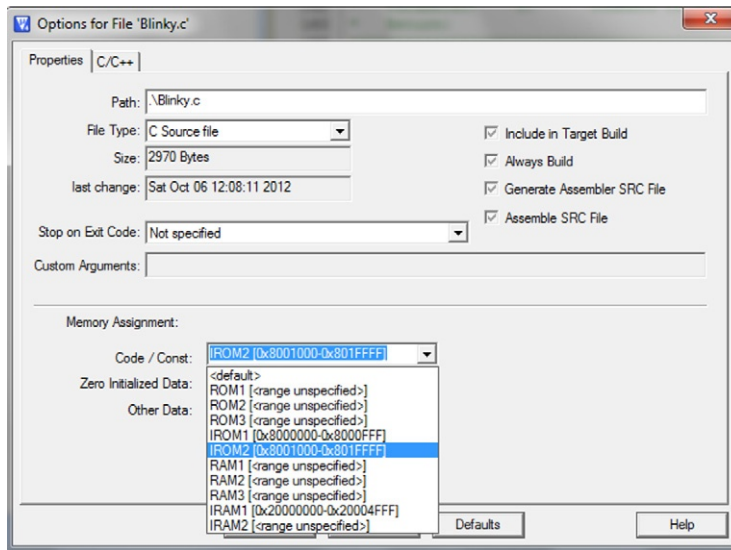 Options for File 'Blinky.c'
Properties
C/C++
Path: .\Blinky.c
File Type: C Source file
Include in Target Build
Size: 2970 Bytes
Always Build
last change: Sat Oct 06 12:08:11 2012
Generate Assembler SRC File
Assemble SRC File
Stop on Exit Code: Not specified
Custom Arguments:
Memory Assignment:
Code / Const: IROM2 [0x8001000-0x801FFFF]
Zero Initialized Data:
Other Data:
<default>
ROM1 [<range unspecified>]
ROM2 [<range unspecified>]
ROM3 [<range unspecified>]
IROM1 [0x8000000-0x8000FFF]
IROM2 [0x8001000-0x801FFFF]
RAM1 [<range unspecified>]
RAM2 [<range unspecified>]
RAM3 [<range unspecified>]
IRAM1 [0x20000000-0x20004FFF]
IRAM2 [<range unspecified>]
Defaults
Help